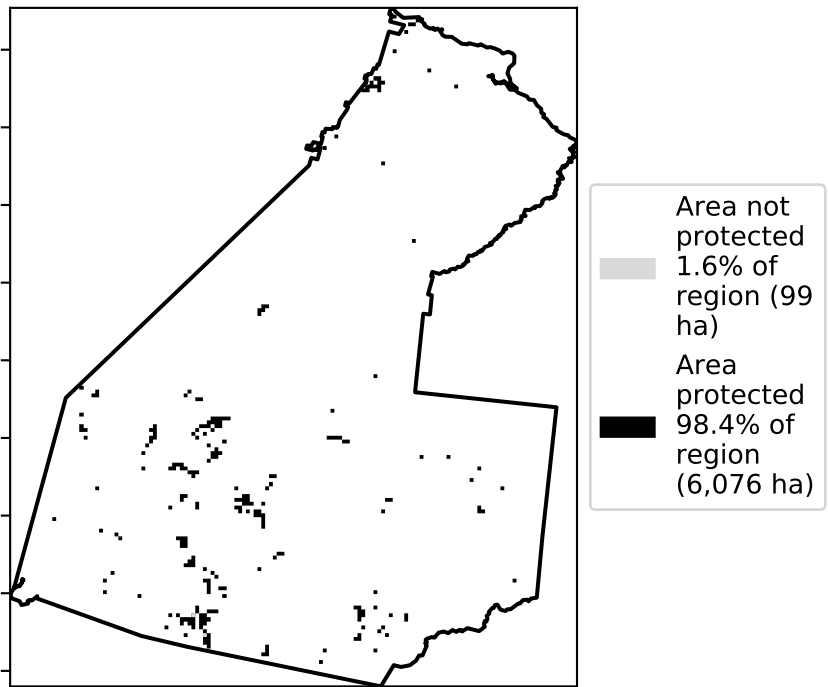 Area not
protected
1.6% of
region (99
ha)
Area
protected
98.4% of
region
(6,076 ha)